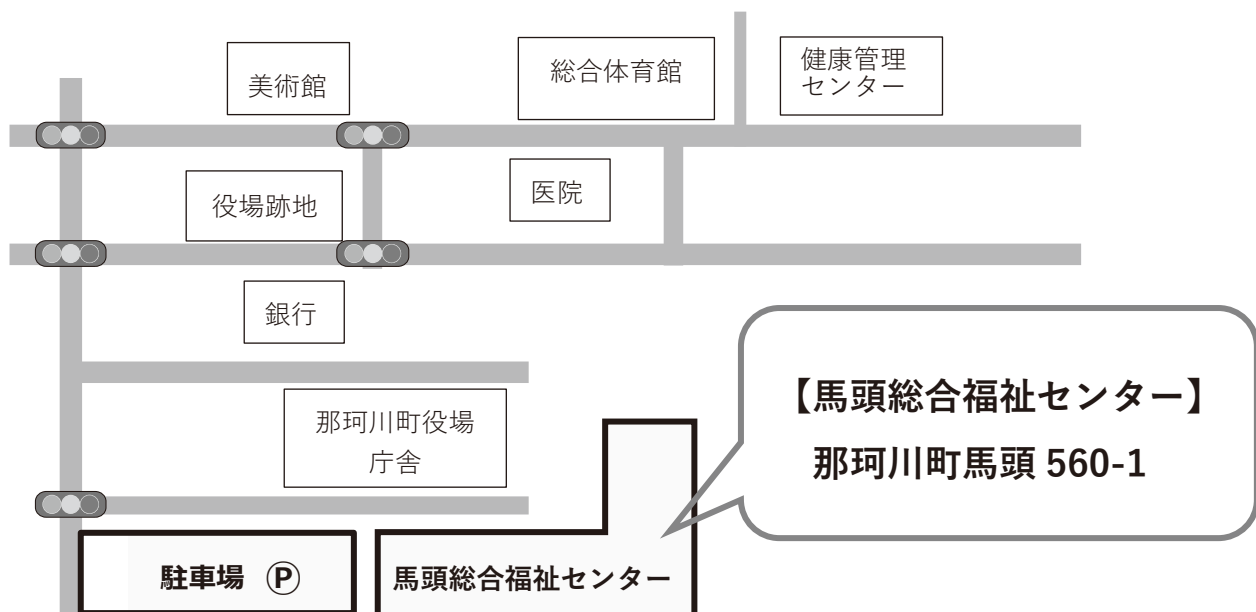 美術館
総合体育館
健康管理
センター
役場跡地
医院
銀行
那珂川町役場
庁舎
【馬頭総合福祉センター】
那珂川町馬頭 560-1
駐車場 Ⓟ
馬頭総合福祉センター